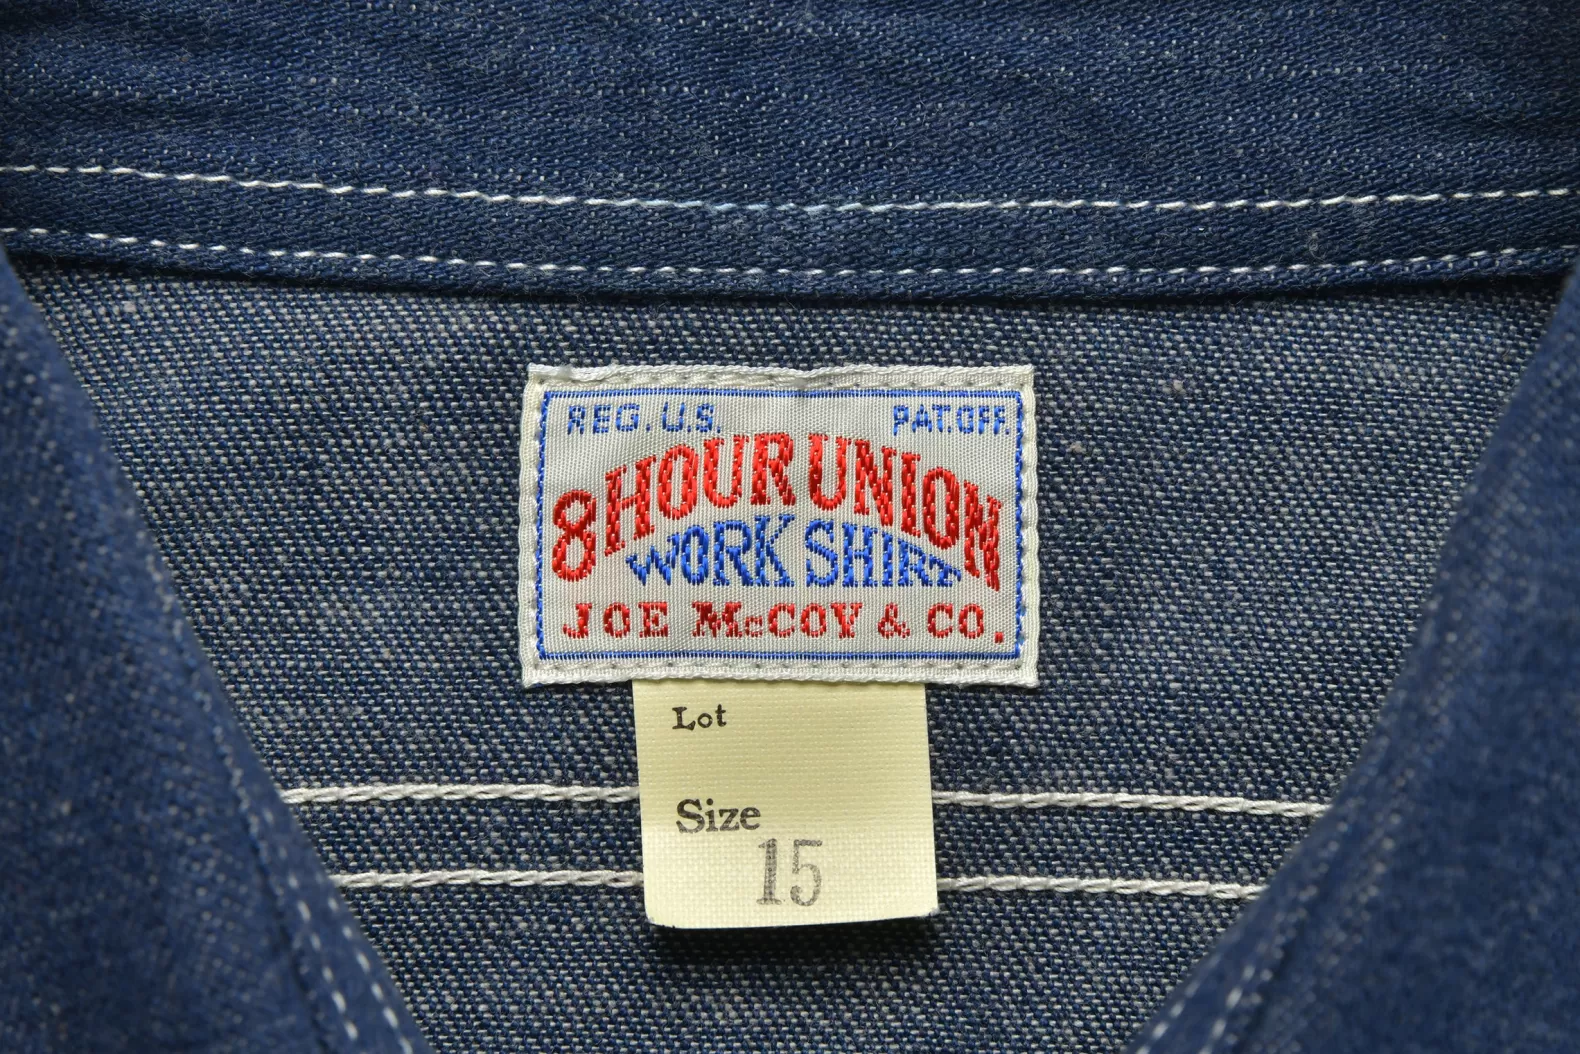 REG. U.S. PAT. OFF.
8 HOUR UNION
WORK SHIRT
JOE McCOY & CO.
Lot
Size
15